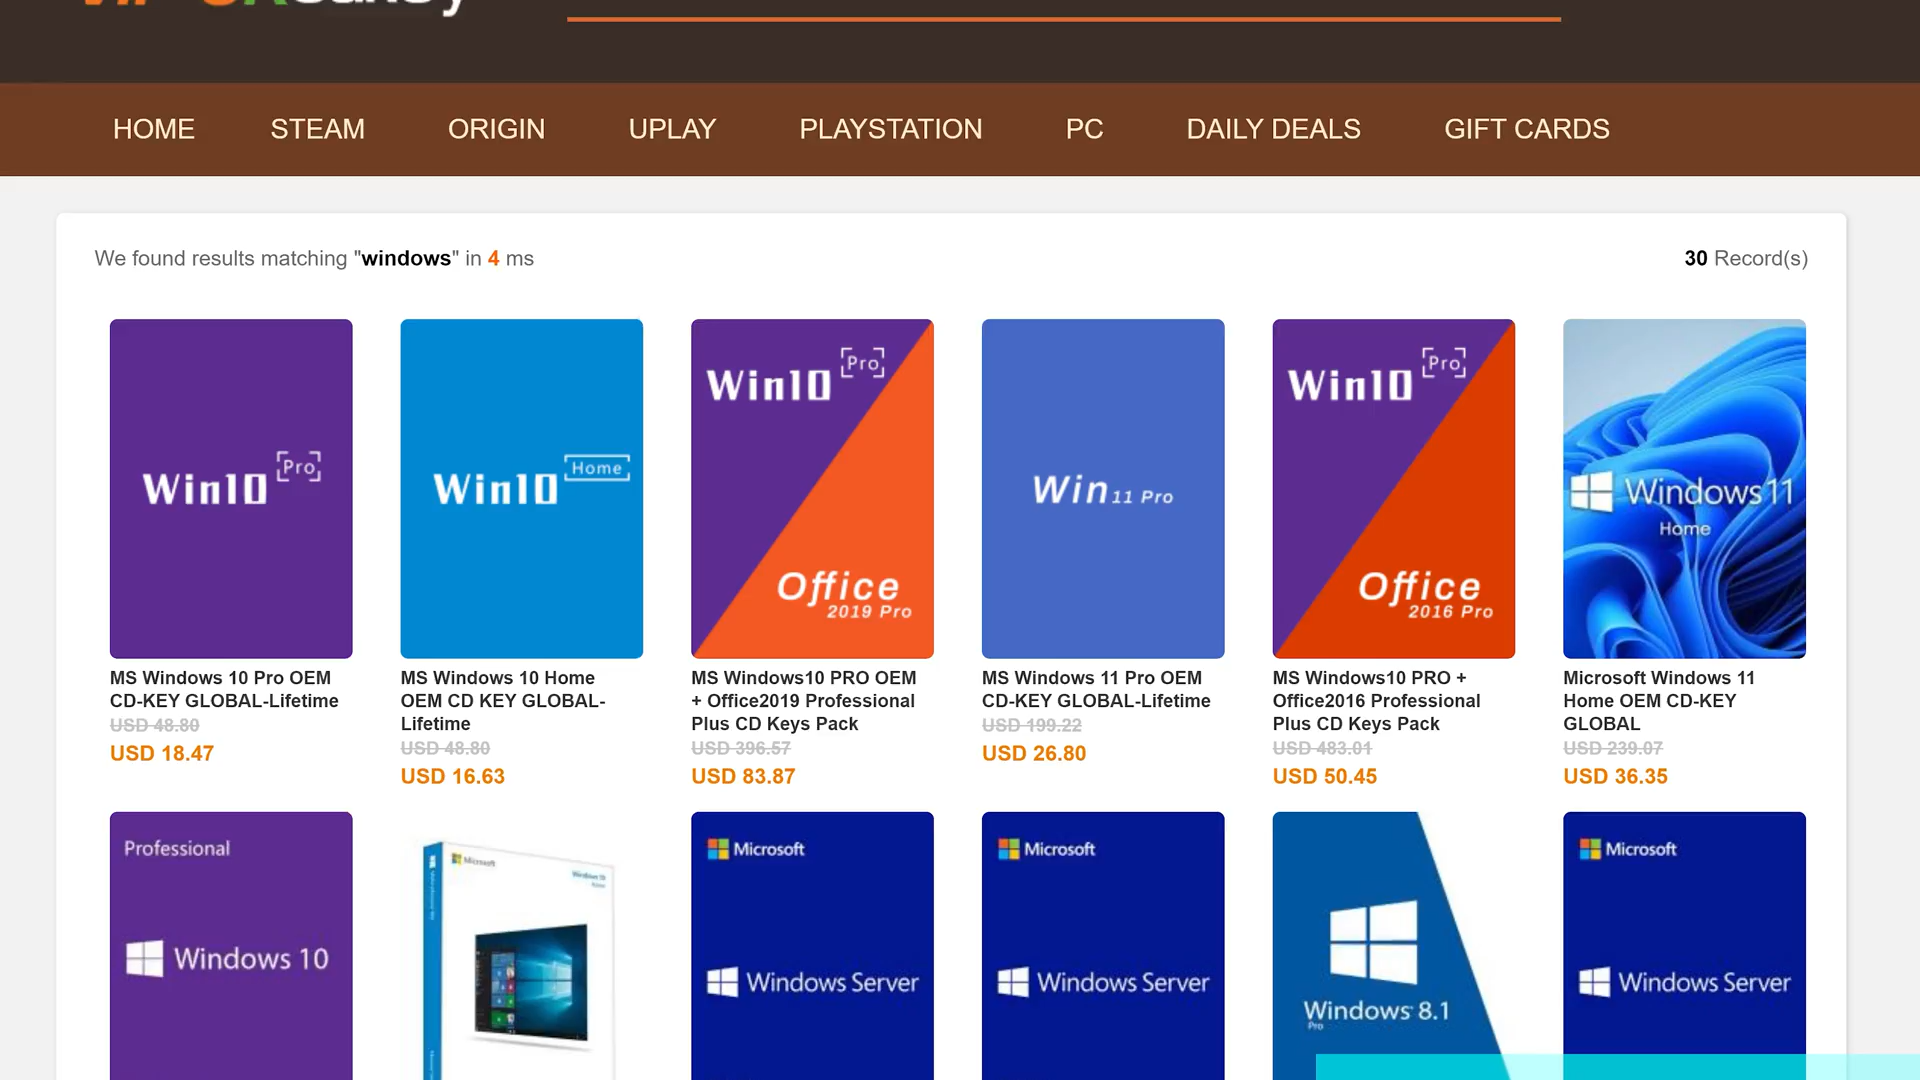 HOME STEAM ORIGIN UPLAY PLAYSTATION PC DAILY DEALS GIFT CARDS
We found results matching "windows" in 4 ms
30 Record(s)
Win10 Pro
Win10 Home
Win10 Pro
Office
2019 Pro
Win 11 Pro
Win10 Pro
Office
2016 Pro
Windows 11
Home
MS Windows 10 Pro OEM
CD-KEY GLOBAL-Lifetime
USD 48.80
USD 18.47
MS Windows 10 Home
OEM CD KEY GLOBAL-
Lifetime
USD 48.80
USD 16.63
MS Windows10 PRO OEM
+ Office2019 Professional
Plus CD Keys Pack
USD 396.57
USD 83.87
MS Windows 11 Pro OEM
CD-KEY GLOBAL-Lifetime
USD 199.22
USD 26.80
MS Windows10 PRO +
Office2016 Professional
Plus CD Keys Pack
USD 483.01
USD 50.45
Microsoft Windows 11
Home OEM CD-KEY
GLOBAL
USD 239.07
USD 36.35
Professional
Windows 10
Microsoft
Windows 10
Home
Microsoft
Windows Server
Microsoft
Windows Server
Windows 8.1
Pro
Microsoft
Windows Server